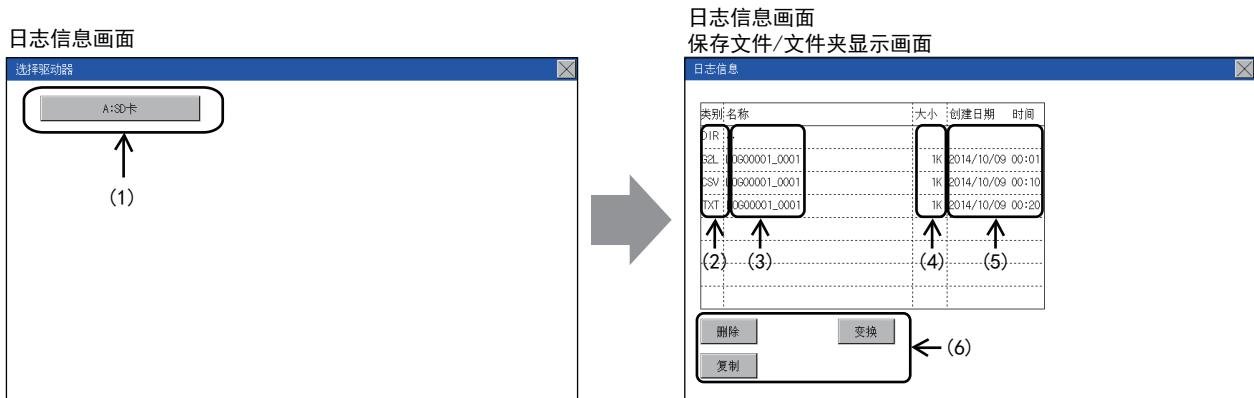 日志信息画面
选择驱动器
A:SD卡
(1)
日志信息画面
保存文件/文件夹显示画面
日志信息
类别 名称 大小 创建日期 时间
DIR ..
G2L LOG00001_0001 1K 2014/10/09 00:01
CSV LOG00001_0001 1K 2014/10/09 00:10
TXT LOG00001_0001 1K 2014/10/09 00:20
(2) (3) (4) (5)
删除 变换
复制
(6)